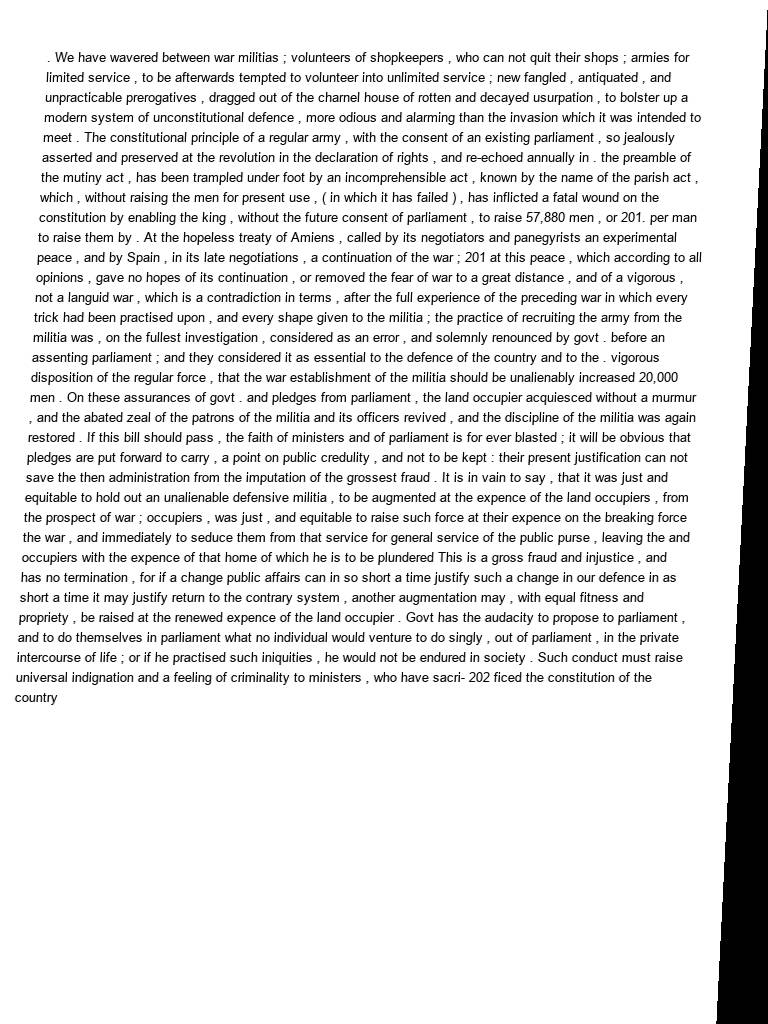 . We have wavered between war militias ; volunteers of shopkeepers , who can not quit their shops ; armies for
limited service , to be afterwards tempted to volunteer into unlimited service ; new fangled , antiquated , and
unpracticable prerogatives , dragged out of the charnel house of rotten and decayed usurpation , to bolster up a
modern system of unconstitutional defence , more odious and alarming than the invasion which it was intended to
meet . The constitutional principle of a regular army , with the consent of an existing parliament , so jealously
asserted and preserved at the revolution in the declaration of rights , and re-echoed annually in . the preamble of
the mutiny act , has been trampled under foot by an incomprehensible act , known by the name of the parish act ,
which , without raising the men for present use , ( in which it has failed ) , has inflicted a fatal wound on the
constitution by enabling the king , without the future consent of parliament , to raise 57,880 men , or 201. per man
to raise them by . At the hopeless treaty of Amiens , called by its negotiators and panegyrists an experimental
peace , and by Spain , in its late negotiations , a continuation of the war ; 201 at this peace , which according to all
opinions , gave no hopes of its continuation , or removed the fear of war to a great distance , and of a vigorous ,
not a languid war , which is a contradiction in terms , after the full experience of the preceding war in which every
trick had been practised upon , and every shape given to the militia ; the practice of recruiting the army from the
militia was , on the fullest investigation , considered as an error , and solemnly renounced by govt . before an
assenting parliament ; and they considered it as essential to the defence of the country and to the . vigorous
disposition of the regular force , that the war establishment of the militia should be unalienably increased 20,000
men . On these assurances of govt . and pledges from parliament , the land occupier acquiesced without a murmur
, and the abated zeal of the patrons of the militia and its officers revived , and the discipline of the militia was again
restored . If this bill should pass , the faith of ministers and of parliament is for ever blasted ; it will be obvious that
pledges are put forward to carry , a point on public credulity , and not to be kept : their present justification can not
save the then administration from the imputation of the grossest fraud . It is in vain to say , that it was just and
equitable to hold out an unalienable defensive militia , to be augmented at the expence of the land occupiers , from
the prospect of war ; occupiers , was just , and equitable to raise such force at their expence on the breaking force
the war , and immediately to seduce them from that service for general service of the public purse , leaving the and
occupiers with the expence of that home of which he is to be plundered This is a gross fraud and injustice , and
has no termination , for if a change public affairs can in so short a time justify such a change in our defence in as
short a time it may justify return to the contrary system , another augmentation may , with equal fitness and
propriety , be raised at the renewed expence of the land occupier . Govt has the audacity to propose to parliament ,
and to do themselves in parliament what no individual would venture to do singly , out of parliament , in the private
intercourse of life ; or if he practised such iniquities , he would not be endured in society . Such conduct must raise
universal indignation and a feeling of criminality to ministers , who have sacri- 202 ficed the constitution of the
country